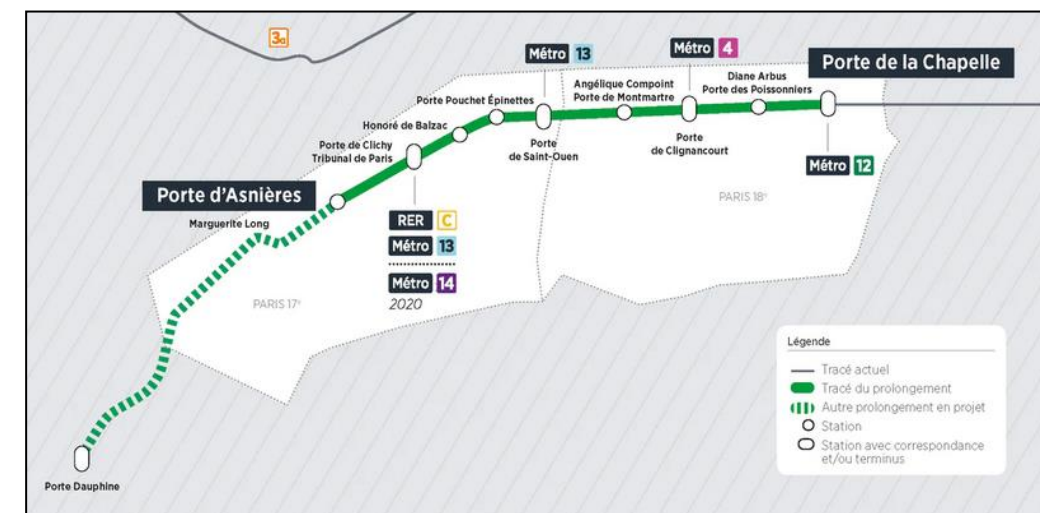 3a
Métro 13
Métro 4
Porte de la Chapelle
Diane Arbus
Porte des Poissonniers
Angélique Compoint
Porte de Montmartre
Porte Pouchet Épinettes
Honoré de Balzac
Porte de Clichy
Tribunal de Paris
Porte
de Saint-Ouen
Porte
de Clignancourt
Métro 12
Porte d'Asnières
Marguerite Long
RER C
Métro 13
Métro 14
2020
PARIS 17e
PARIS 18e
Porte Dauphine
Légende
Tracé actuel
Tracé du prolongement
Autre prolongement en projet
Station
Station avec correspondance
et/ou terminus